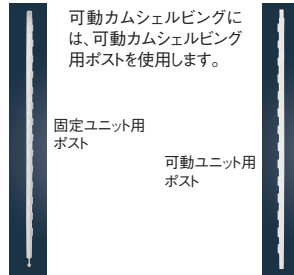 可動カムシェルビングに
は、可動カムシェルビング
用ポストを使用します。
固定ユニット用
ポスト
可動ユニット用
ポスト